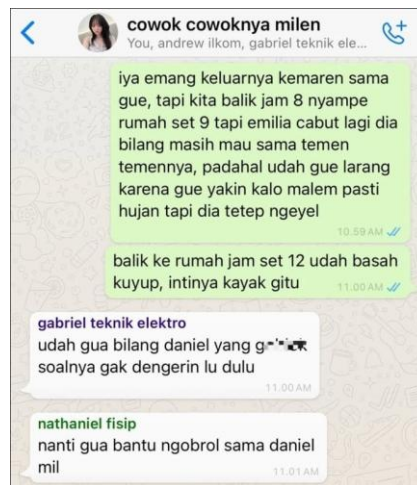 cowok cowoknya milen
You, andrew ilkom, gabriel teknik ele...
iya emang keluarnya kemaren sama
gue, tapi kita balik jam 8 nyampe
rumah set 9 tapi emilia cabut lagi dia
bilang masih mau sama temen
temennya, padahal udah gue larang
karena gue yakin kalo malem pasti
hujan tapi dia tetep ngeyel
10.59 AM
balik ke rumah jam set 12 udah basah
kuyup, intinya kayak gitu
11.00 AM
gabriel teknik elektro
udah gua bilang daniel yang
soalnya gak dengerin lu dulu
11.00 AM
nathaniel fisip
nanti gua bantu ngobrol sama daniel
mil
11.01 AM